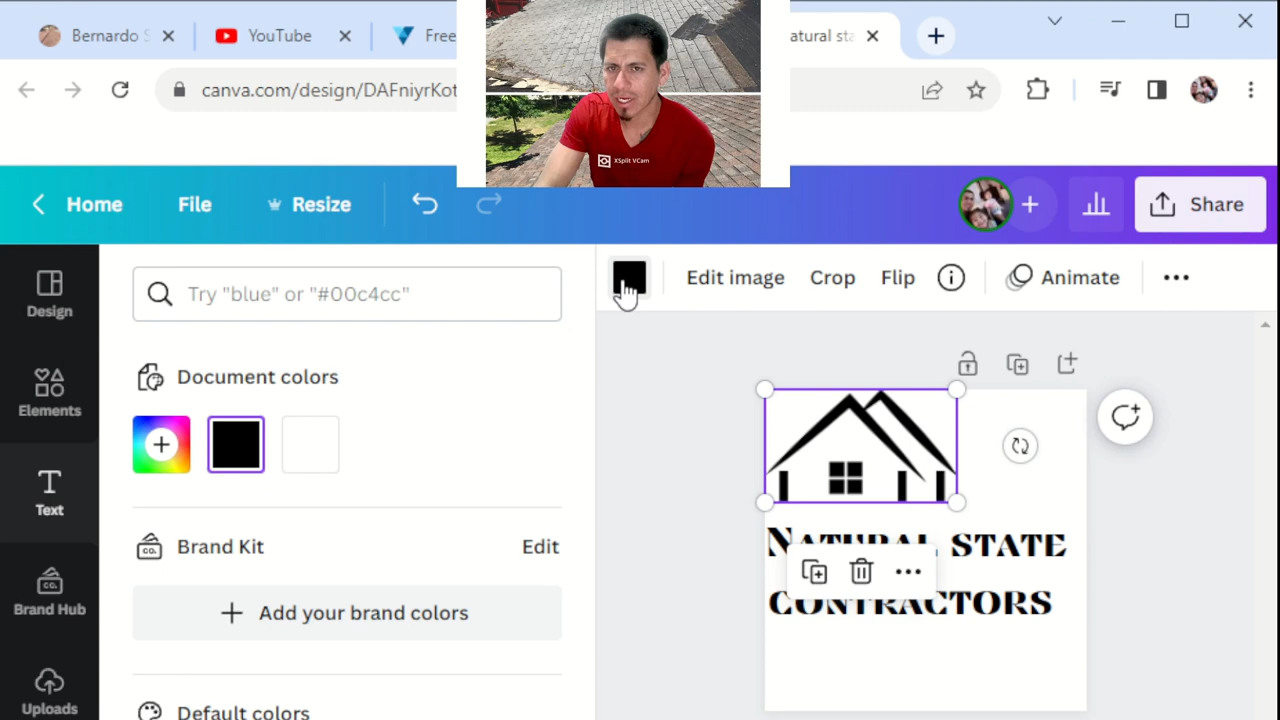 Bernardo S
YouTube
Free
atural sta
canva.com/design/DAFniyrKot
XSplit VCam
Home
File
Resize
Share
Design
Elements
Text
Brand Hub
Uploads
Try "blue" or "#00c4cc"
Document colors
Brand Kit
Edit
CO.
CO.
Add your brand colors
Default colors
Edit image
Crop
Flip
Animate
Natural state
contractors